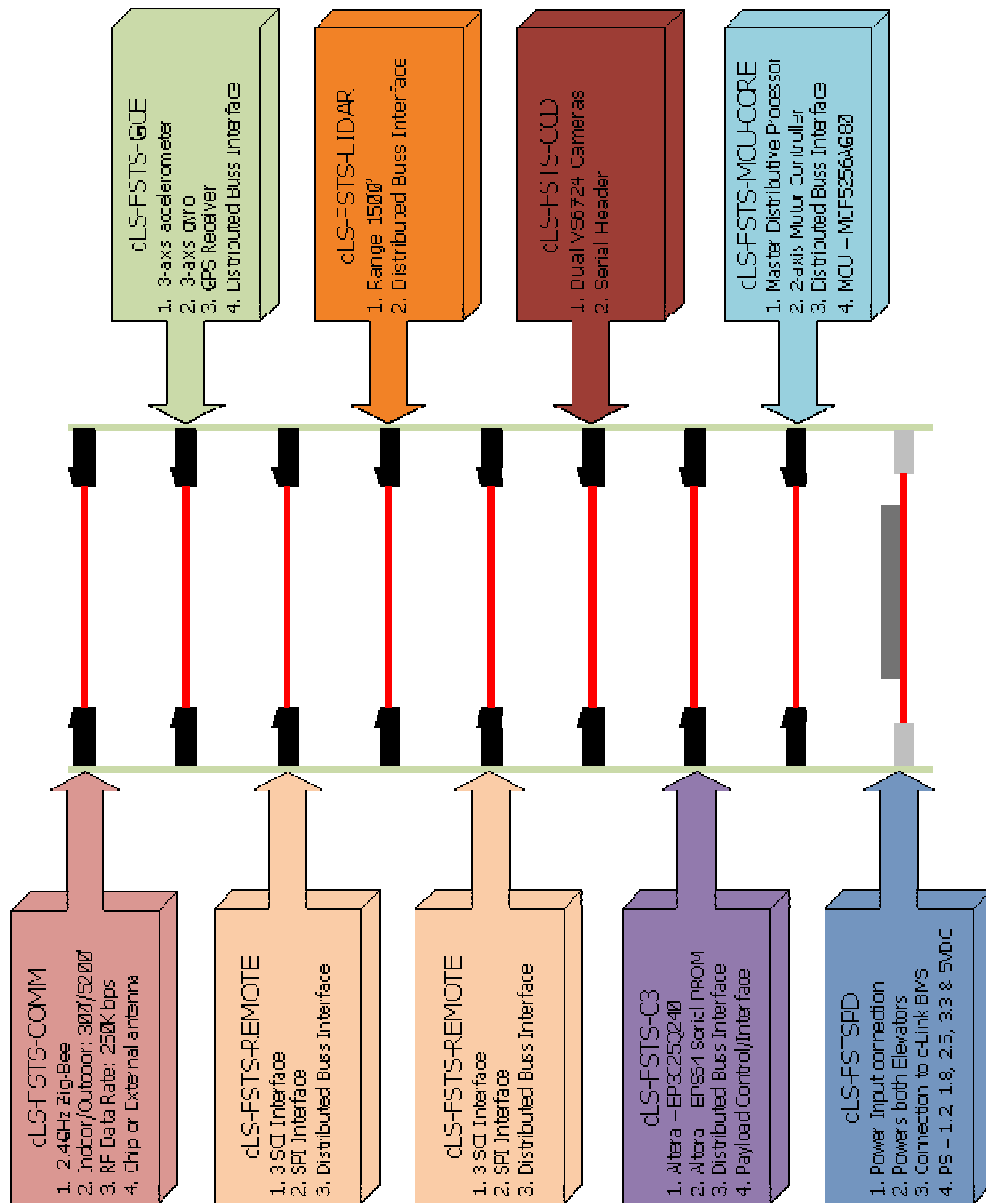 cLS-FSTS-GCE
1. 3-axis accelerometer
2. 3-axis gyro
3. GPS Receiver
4. Distributed Buss Interface
cLS-FSTS-LIDAR
1. Range 1500'
2. Distributed Buss Interface
cLS-FSTS-CCD
1. Dual VS6724 Cameras
2. Serial Header
cLS-FSTS-MCU-CORE
1. Master Distributive Processor
2. 2-axis Motor Controller
3. Distributed Buss Interface
4. MCU – MCF5256AG80
cLS-FSTS-COMM
1. 2.4GHz Zig-Bee
2. Indoor/Outdoor: 300'/5200'
3. RF Data Rate: 250K bps
4. Chip or External antenna
cLS-FSTS-REMOTE
1. 3 SCI Interface
2. SPI Interface
3. Distributed Buss Interface
cLS-FSTS-REMOTE
1. 3 SCI Interface
2. SPI Interface
3. Distributed Buss Interface
cLS-FSTS-C3
1. Altera – EP3C25Q240
2. Altera EPS64 Serial PROM
3. Distributed Buss Interface
4. Payload Control/Interface
cLS-FSTSPD
1. Power Input connection
2. Powers both Elevators
3. Connection to c-Link BMS
4. PS – 1.2, 1.8, 2.5, 3.3 & 5VDC